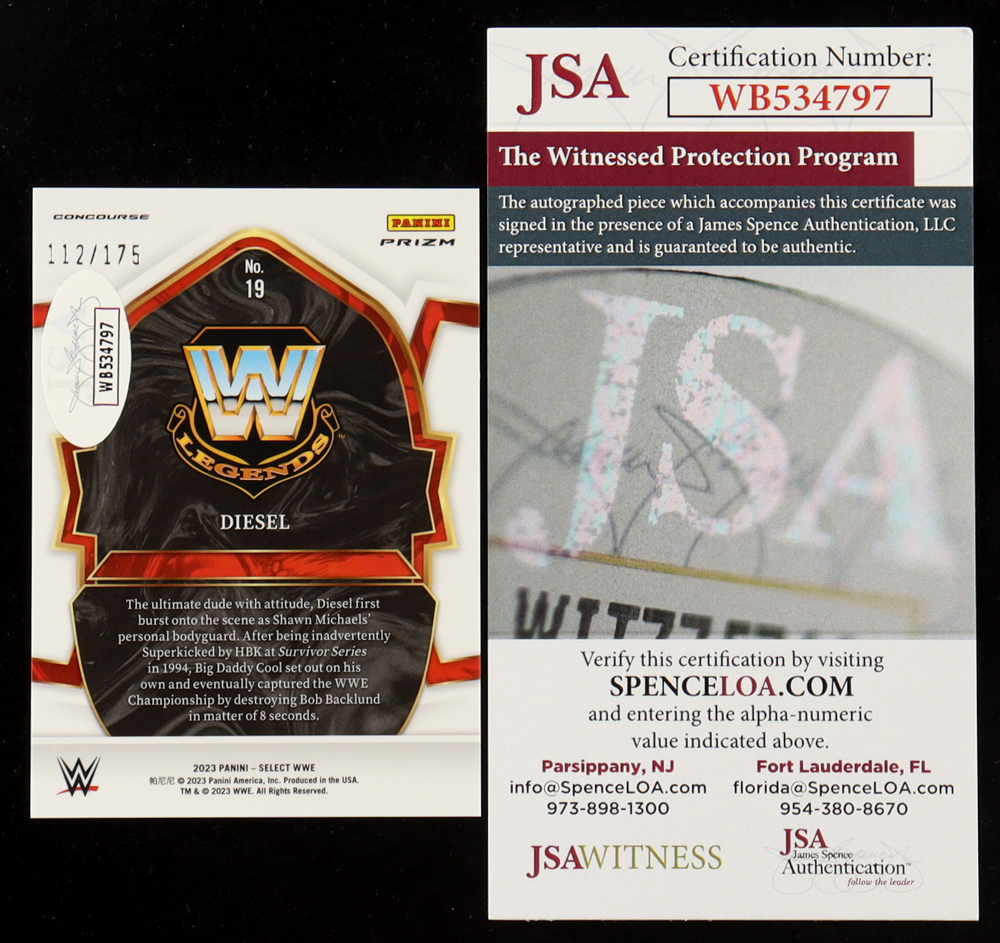 CONCOURSE
112/175
PANINI
PRIZM
No.
19
WB534797
W
LEGENDS
™
DIESEL
The ultimate dude with attitude, Diesel first
burst onto the scene as Shawn Michaels'
personal bodyguard. After being inadvertently
Superkicked by HBK at Survivor Series
in 1994, Big Daddy Cool set out on his
own and eventually captured the WWE
Championship by destroying Bob Backlund
in matter of 8 seconds.
W
2023 PANINI – SELECT WWE
帕尼尼 © 2023 Panini America, Inc. Produced in the USA.
TM & © 2023 WWE. All Rights Reserved.
JSA
Certification Number:
WB534797
The Witnessed Protection Program
The autographed piece which accompanies this certificate was
signed in the presence of a James Spence Authentication, LLC
representative and is guaranteed to be authentic.
JSA
Verify this certification by visiting
SPENCELOA.COM
and entering the alpha-numeric
value indicated above.
Parsippany, NJ
info@SpenceLOA.com
973-898-1300
Fort Lauderdale, FL
florida@SpenceLOA.com
954-380-8670
JSAWITNESS
JSA
James Spence
Authentication™
follow the leader